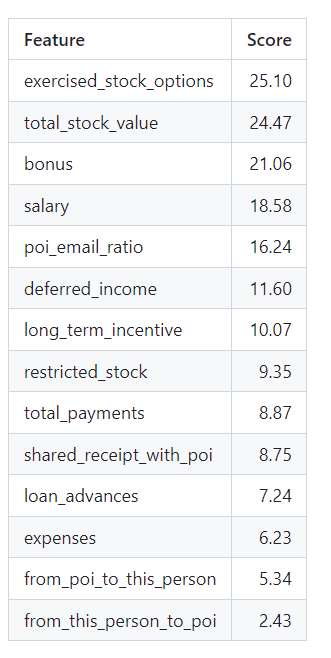 Feature Score
exercised_stock_options 25.10
total_stock_value 24.47
bonus 21.06
salary 18.58
poi_email_ratio 16.24
deferred_income 11.60
long_term_incentive 10.07
restricted_stock 9.35
total_payments 8.87
shared_receipt_with_poi 8.75
loan_advances 7.24
expenses 6.23
from_poi_to_this_person 5.34
from_this_person_to_poi 2.43